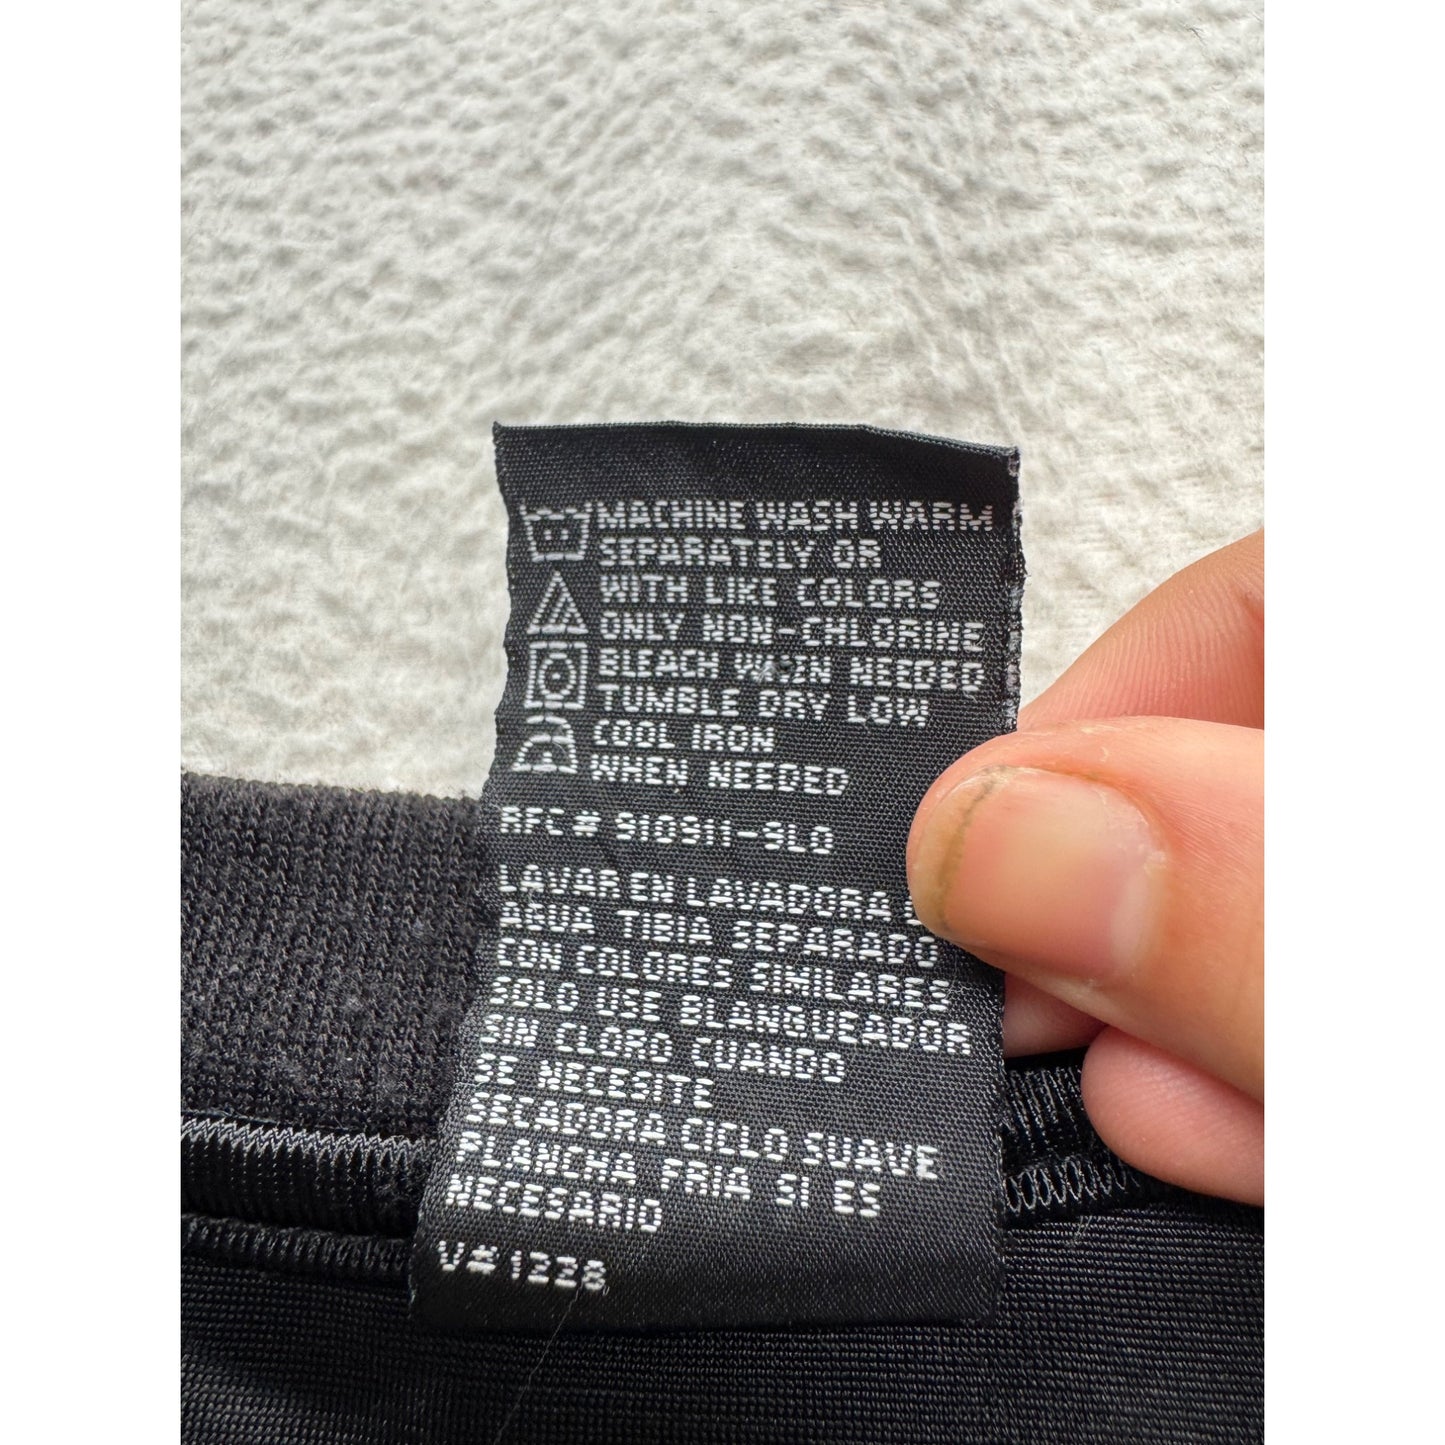 MACHINE WASH WARM
SEPARATELY OR
WITH LIKE COLORS
ONLY NON-CHLORINE
BLEACH WHEN NEEDED
TUMBLE DRY LOW
COOL IRON
WHEN NEEDED
RFC#
LAVAR EN LAVADORA
AGUA TIBIA SEPARADO
CON COLORES SIMILARES
SOLO USE BLANQUEADOR
SIN CLORO CUANDO
SE NECESITE
SECADORA CICLO SUAVE
PLANCHA FRIA SI ES
NECESARIO
V# 1228